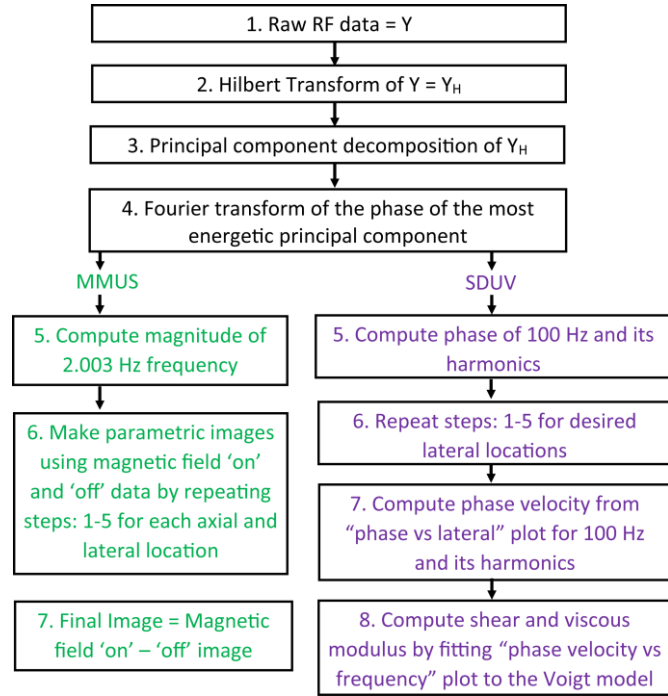 1. Raw RF data = Y
2. Hilbert Transform of Y = Y_H
3. Principal component decomposition of Y_H
4. Fourier transform of the phase of the most
energetic principal component
MMUS
5. Compute magnitude of
2.003 Hz frequency
6. Make parametric images
using magnetic field ‘on’
and ‘off’ data by repeating
steps: 1-5 for each axial and
lateral location
7. Final Image = Magnetic
field ‘on’ – ‘off’ image
SDUV
5. Compute phase of 100 Hz and its
harmonics
6. Repeat steps: 1-5 for desired
lateral locations
7. Compute phase velocity from
“phase vs lateral” plot for 100 Hz
and its harmonics
8. Compute shear and viscous
modulus by fitting “phase velocity vs
frequency” plot to the Voigt model